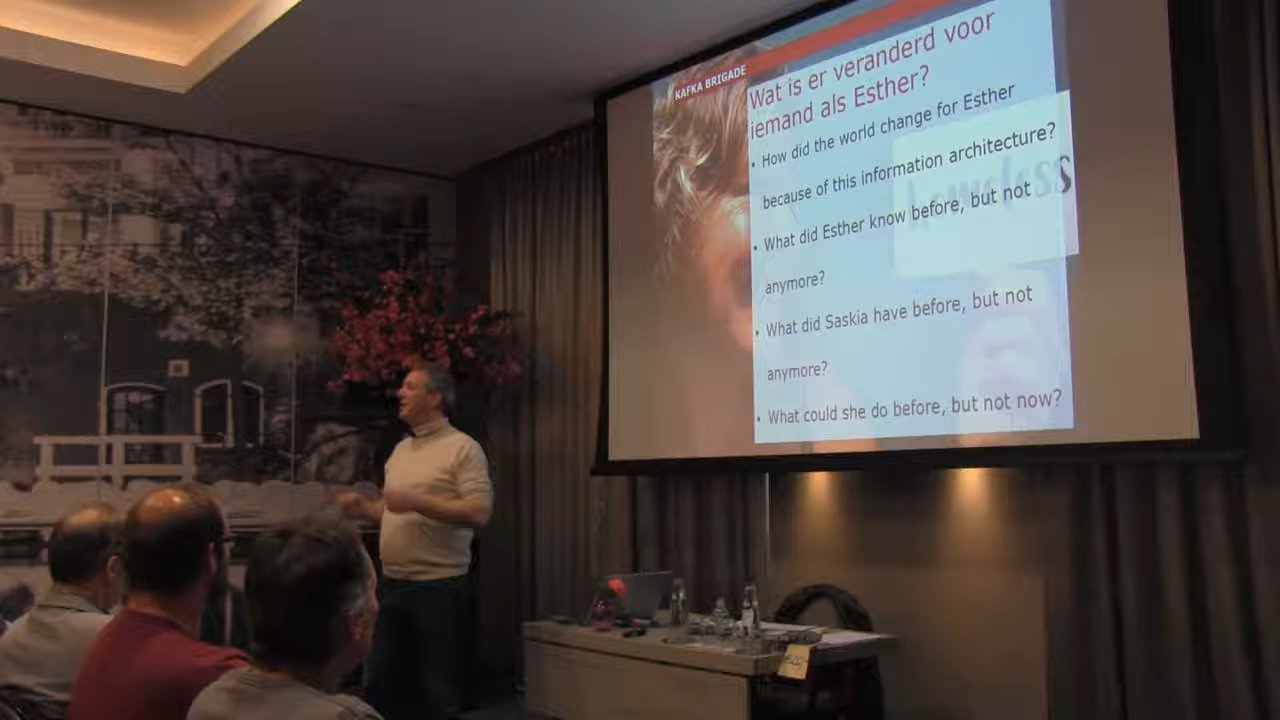 KAFKA BRIGADE
Wat is er veranderd voor
iemand als Esther?
• How did the world change for Esther
because of this information architecture?
homeless
• What did Esther know before, but not
anymore?
• What did Saskia have before, but not
anymore?
• What could she do before, but not now?